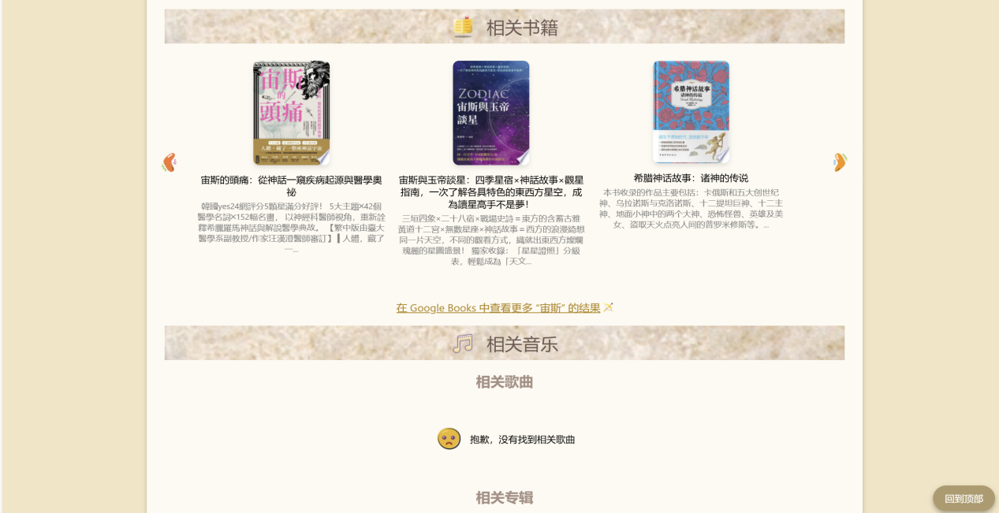 相关书籍
宙斯
的
頭痛
ZODIAC
宙斯與玉帝
談星
希腊神话故事
诸神的传说
宙斯的頭痛：從神話一窺疾病起源與醫學奧
祕
韓國yes24網評分5顆星滿分好評！ 5大主題×42個
醫學名詞×152幅名畫， 以神經科醫師視角，重新詮
釋希臘羅馬神話與解說醫學典故。 【繁中版由臺大
醫學系副教授/作家汪漢澄醫師審訂】▌人體，藏了
一...
宙斯與玉帝談星：四季星宿×神話故事×觀星
指南，一次了解各具特色的東西方星空，成
為讀星高手不是夢！
三垣四象×二十八宿×戰場史詩＝東方的含蓄古雅
黃道十二宮×無數星座×神話故事＝西方的浪漫綺想
同一片天空，不同的觀看方式，織就出東西方燦爛
瑰麗的星圖盛景！ 獨家收錄：「星星證照」分級
表，輕鬆成為「天文...
希腊神话故事：诸神的传说
本书收录的作品主要包括：卡俄斯和五大创世纪
神、乌拉诺斯与克洛诺斯、十二提坦巨神、十二主
神、地面小神中的两个大神、恐怖怪兽、英雄及美
女、盗取天火点亮人间的普罗米修斯等。...
在 Google Books 中查看更多 “宙斯” 的结果
相关音乐
相关歌曲
抱歉，没有找到相关歌曲
相关专辑
回到顶部